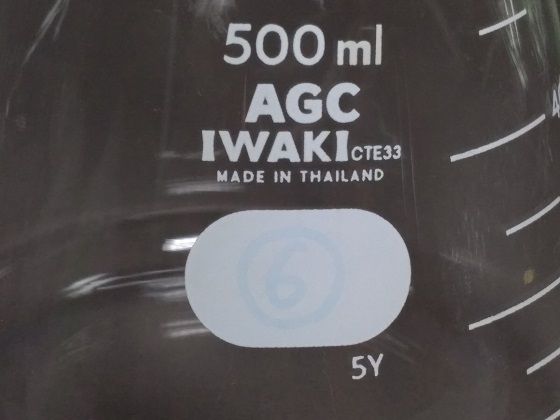 500 ml
AGC
IWAKI CTE33
MADE IN THAILAND
6
5Y